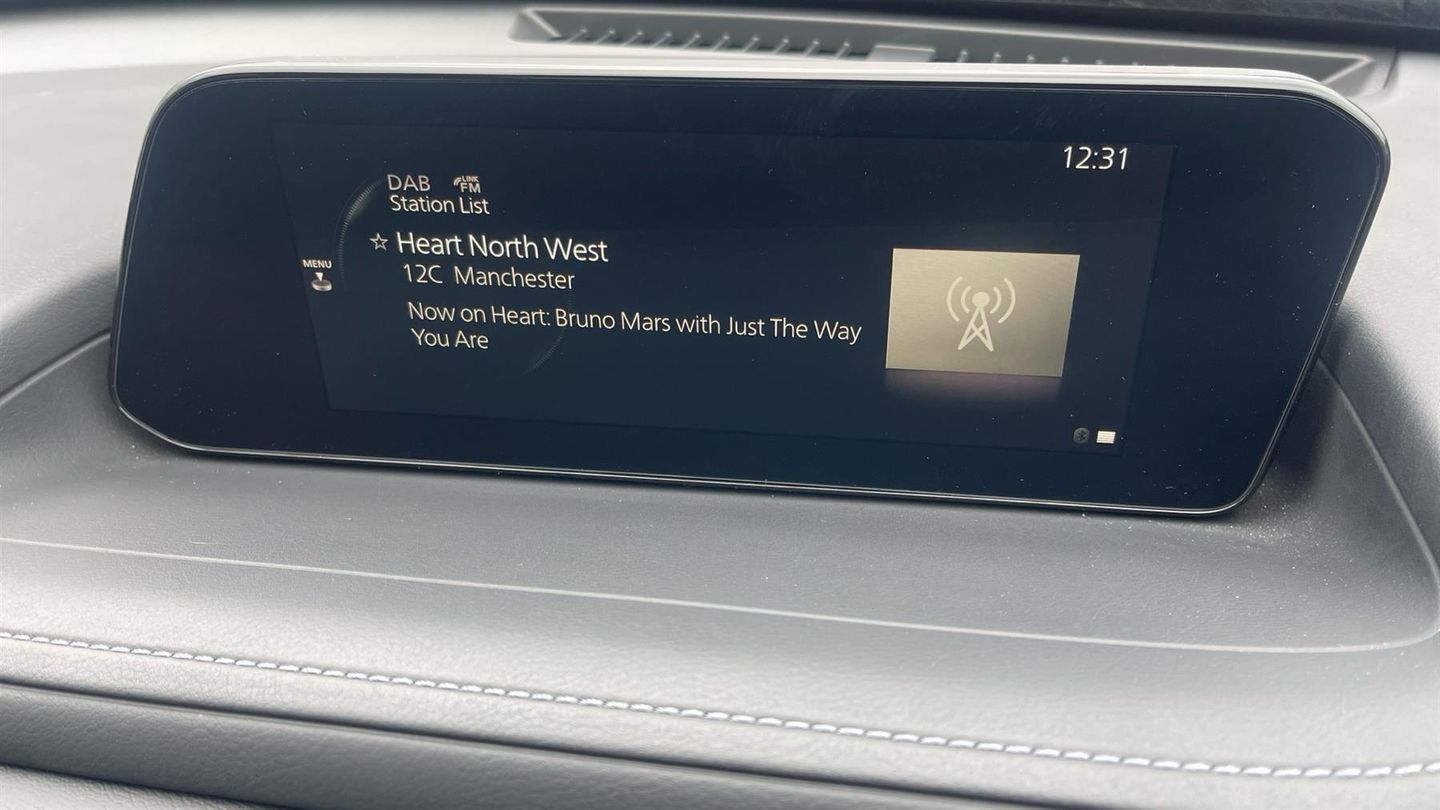 12:31
DAB LINK FM
Station List
Heart North West
MENU
12C Manchester
Now on Heart: Bruno Mars with Just The Way
You Are